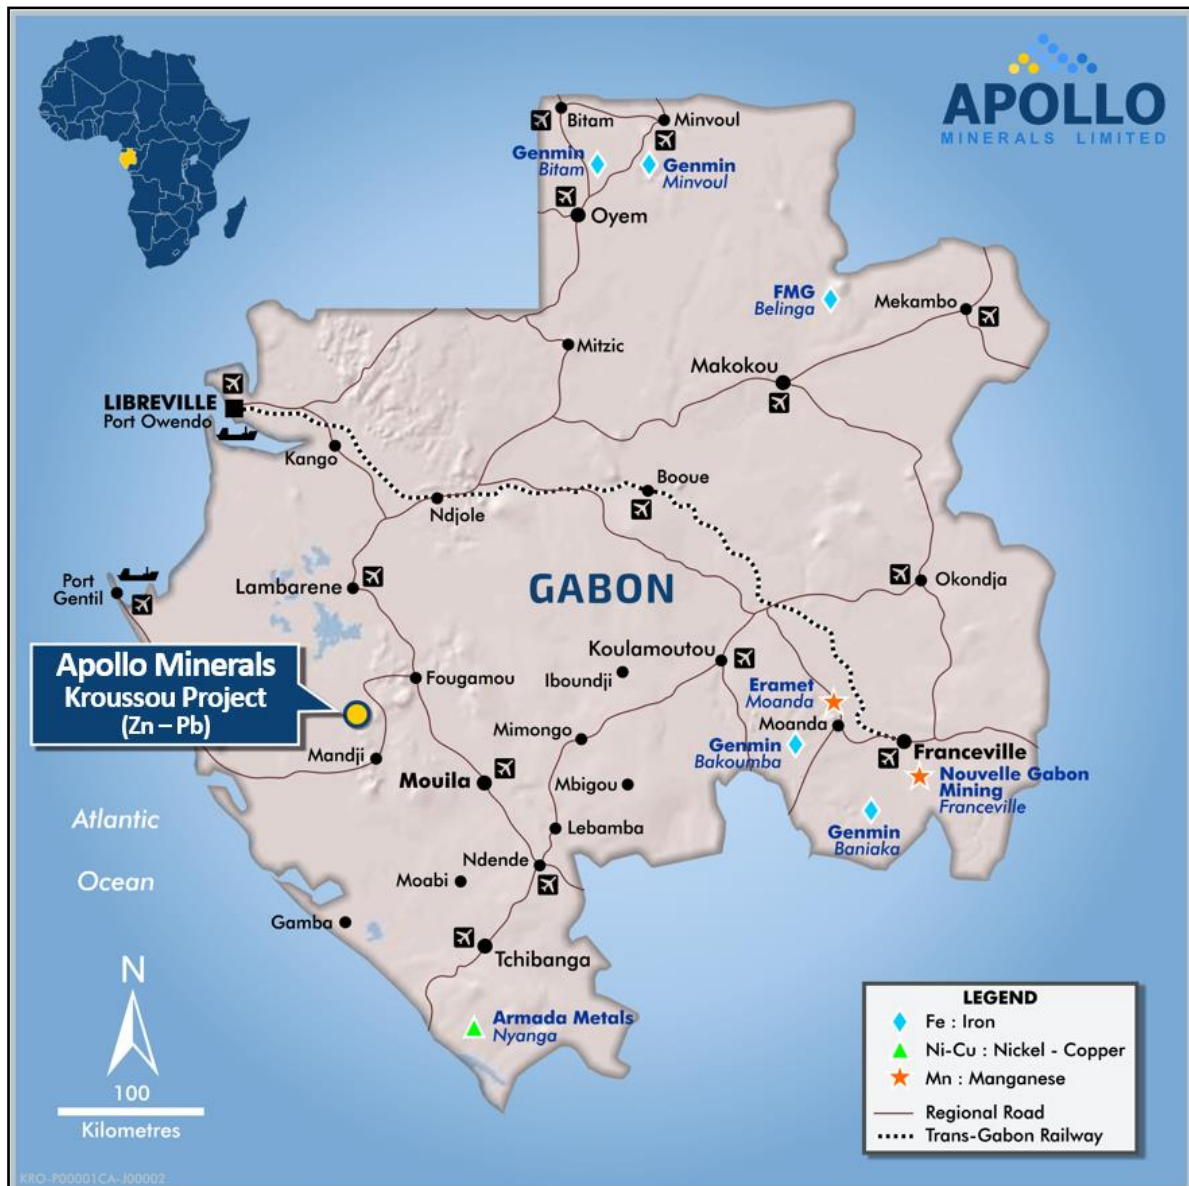 APOLLO
MINERALS LIMITED
Bitam
Minvoul
Genmin
Bitam
Genmin
Minvoul
Oyem
FMG
Belinga
Mekambo
Mitzic
Makokou
LIBREVILLE
Port Owendo
Kango
Booue
Ndjole
Port
Gentil
Lambarene
GABON
Okondja
Apollo Minerals
Kroussou Project
(Zn – Pb)
Fougamou
Koulamoutou
Iboundji
Eramet
Moanda
Moanda
Mimongo
Genmin
Bakoumba
Franceville
Mandji
Mouila
Mbigou
Nouvelle Gabon
Mining
Franceville
Atlantic
Ocean
Lebamba
Genmin
Baniaka
Ndende
Moabi
Gamba
Tchibanga
N
Armada Metals
Nyanga
100
Kilometres
LEGEND
Fe : Iron
Ni-Cu : Nickel - Copper
Mn : Manganese
Regional Road
Trans-Gabon Railway
KRO-P00001CA-J00002